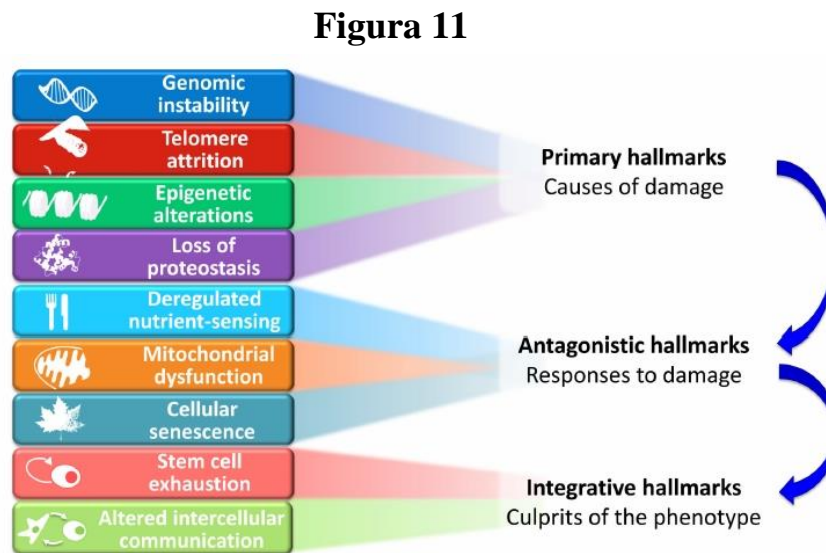 Figura 11
Genomic
instability
Telomere
attrition
Epigenetic
alterations
Loss of
proteostasis
Deregulated
nutrient-sensing
Mitochondrial
dysfunction
Cellular
senescence
Stem cell
exhaustion
Altered intercellular
communication
Primary hallmarks
Causes of damage
Antagonistic hallmarks
Responses to damage
Integrative hallmarks
Culprits of the phenotype